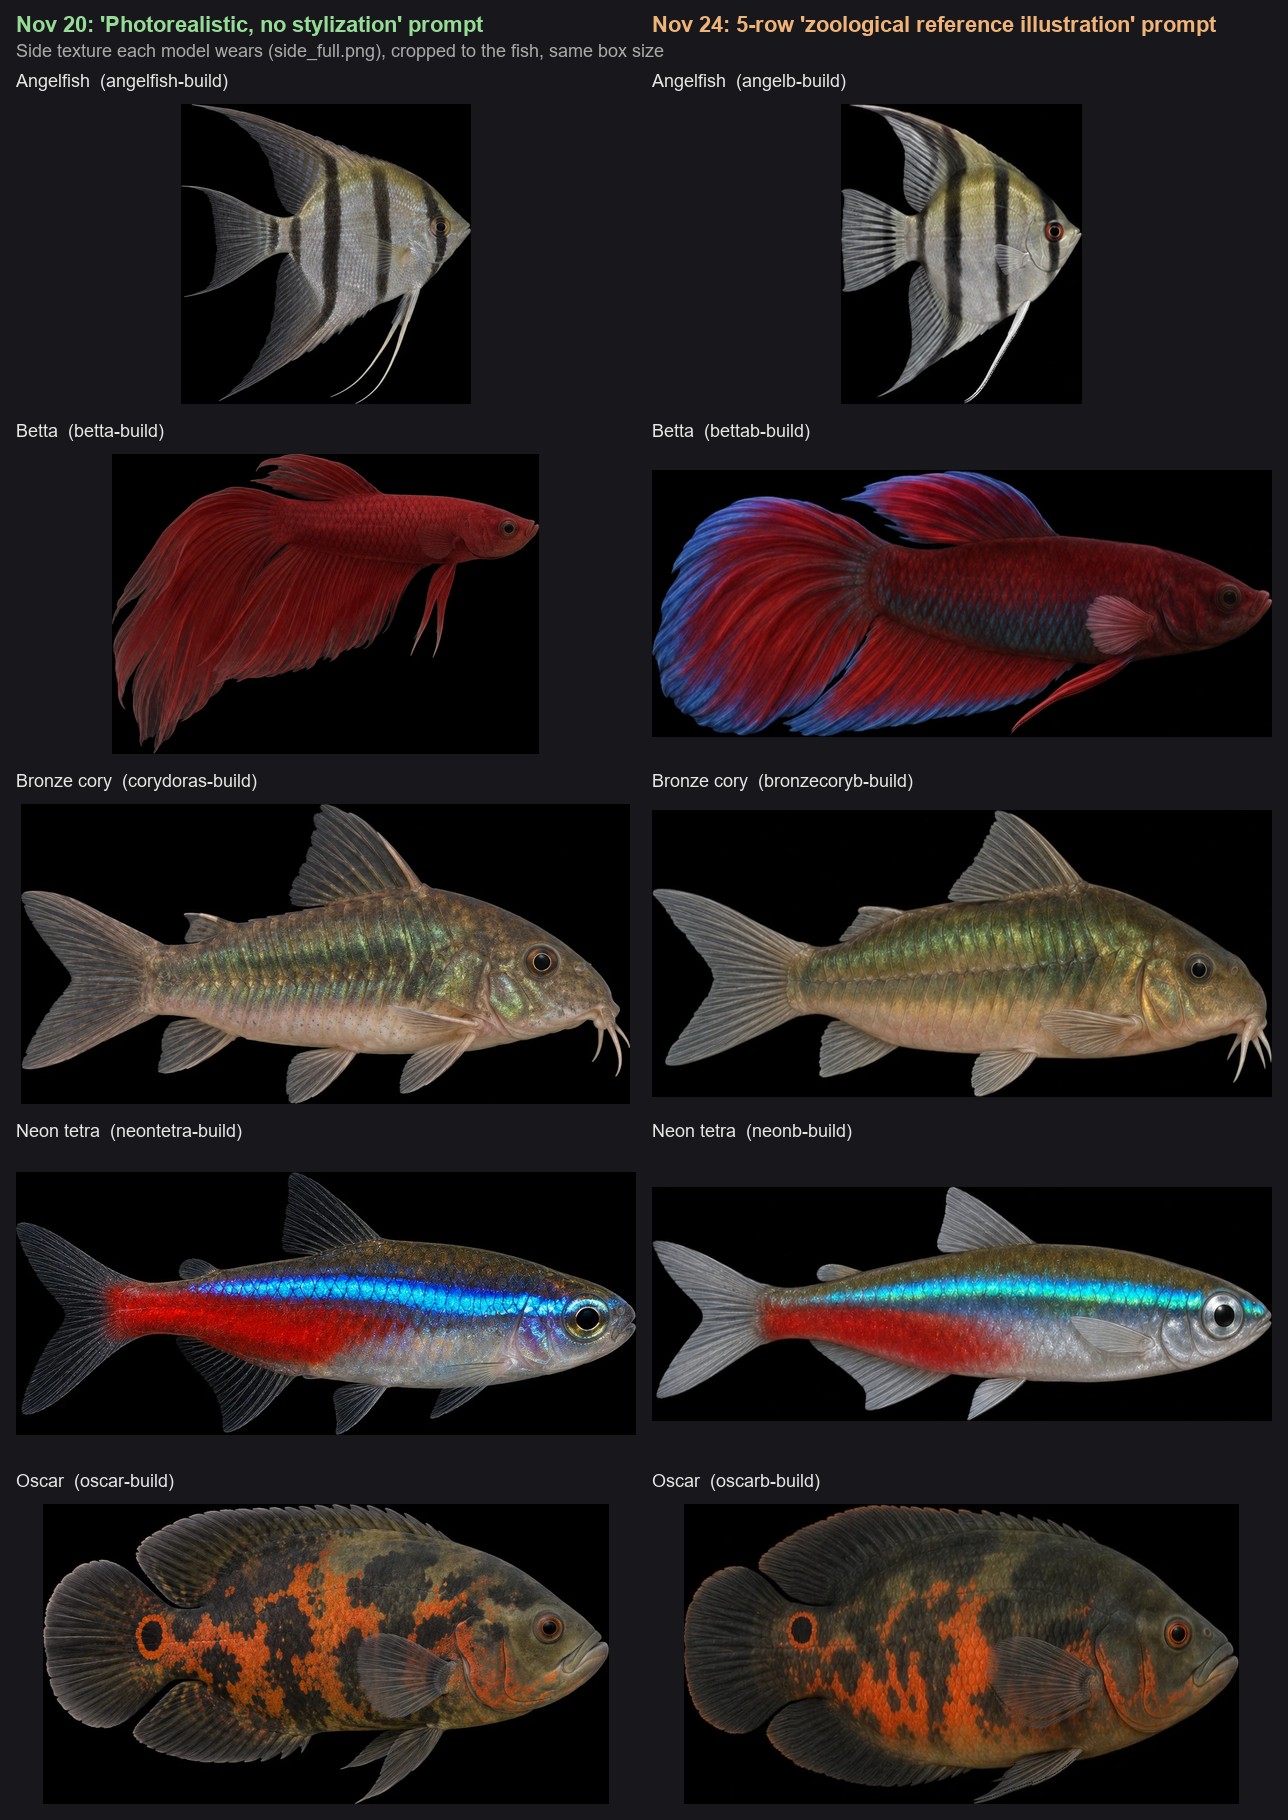 Nov 20: 'Photorealistic, no stylization' prompt
Nov 24: 5-row 'zoological reference illustration' prompt
Side texture each model wears (side_full.png), cropped to the fish, same box size
Angelfish (angelfish-build)
Angelfish (angelb-build)
Betta (betta-build)
Betta (bettab-build)
Bronze cory (corydoras-build)
Bronze cory (bronzecoryb-build)
Neon tetra (neontetra-build)
Neon tetra (neonb-build)
Oscar (oscar-build)
Oscar (oscarb-build)